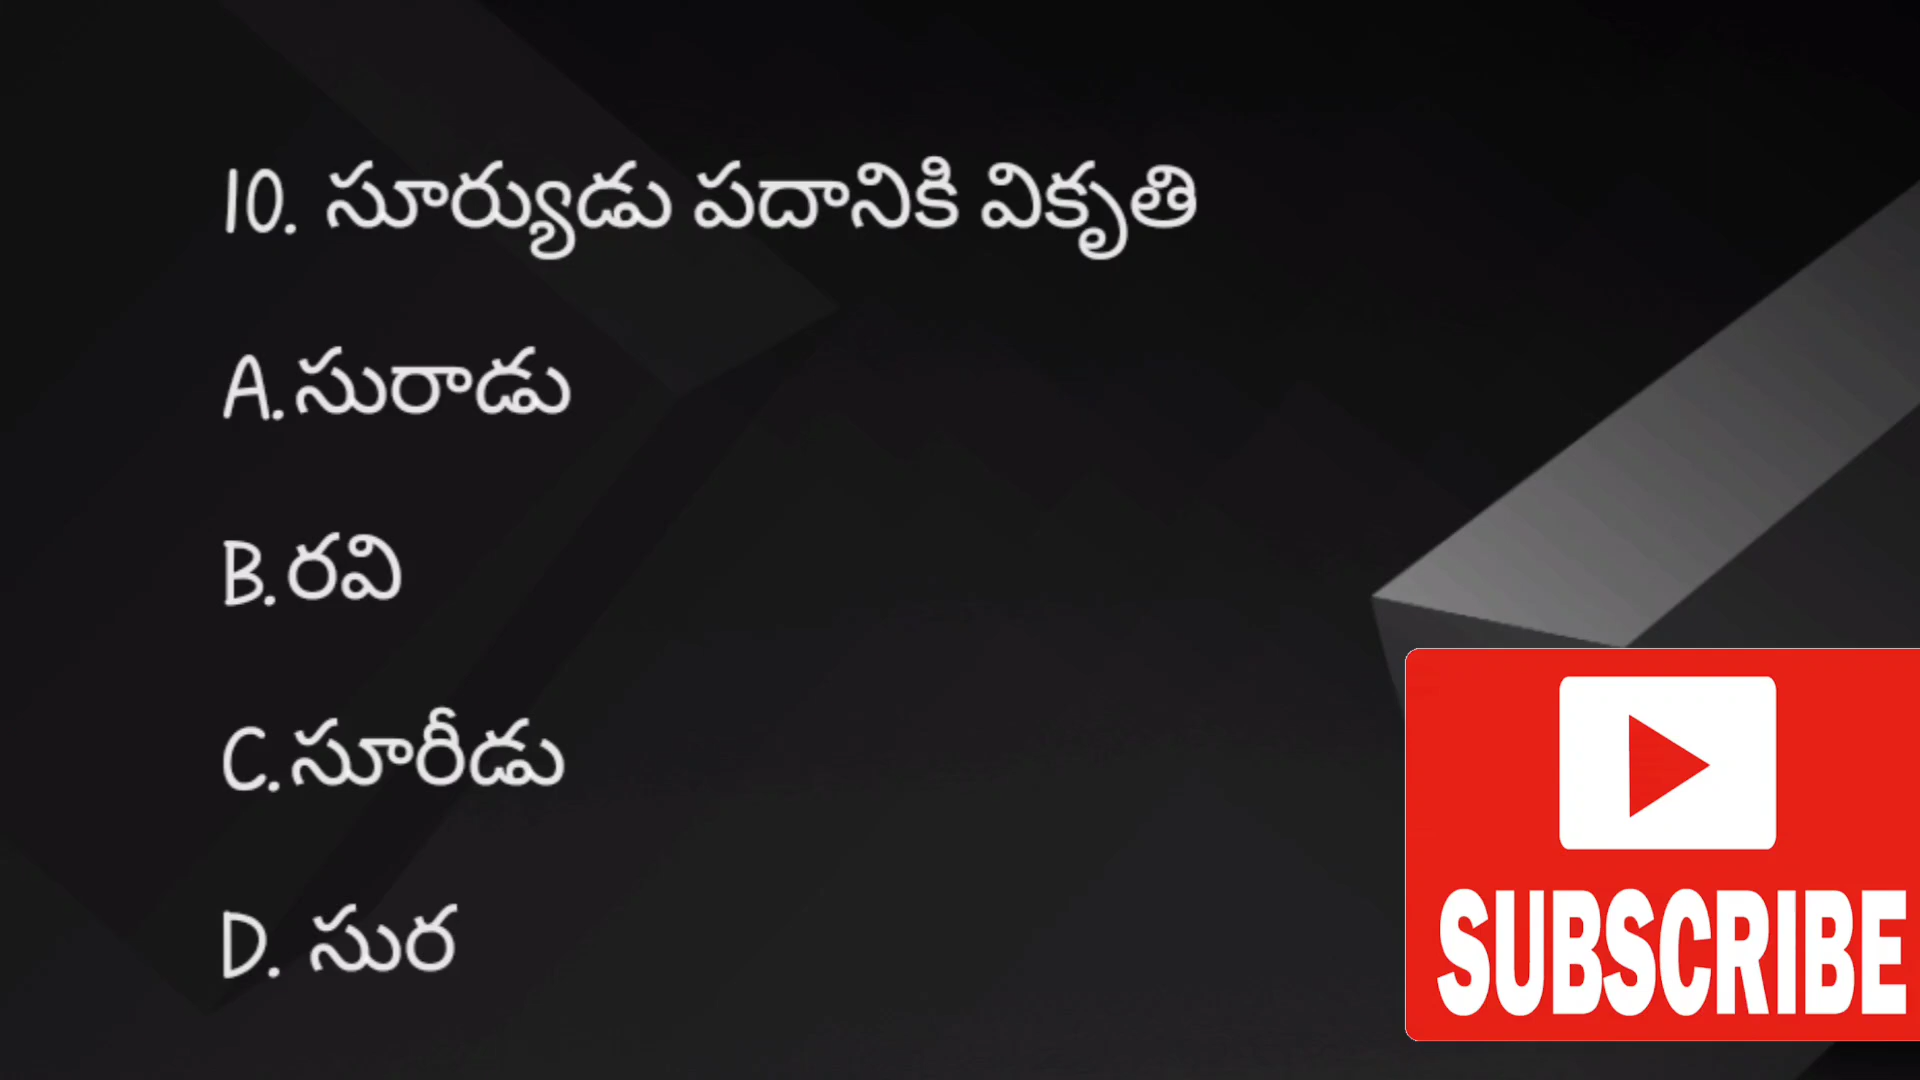 10. సూర్యుడు పదానికి వికృతి
A.సురాడు
B.రవి
C.సూరీడు
D. సుర
SUBSCRIBE